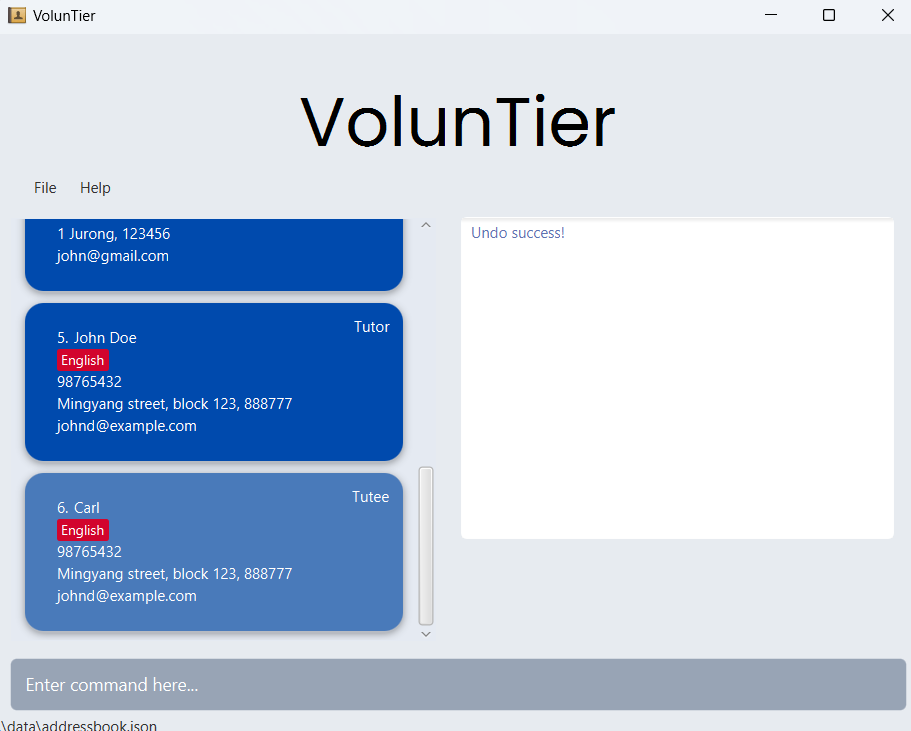 VolunTier
VolunTier
File Help
1 Jurong, 123456
john@gmail.com
Tutor
5. John Doe
English
98765432
Mingyang street, block 123, 888777
johnd@example.com
Tutee
6. Carl
English
98765432
Mingyang street, block 123, 888777
johnd@example.com
Undo success!
Enter command here...
\data\addressbook.json